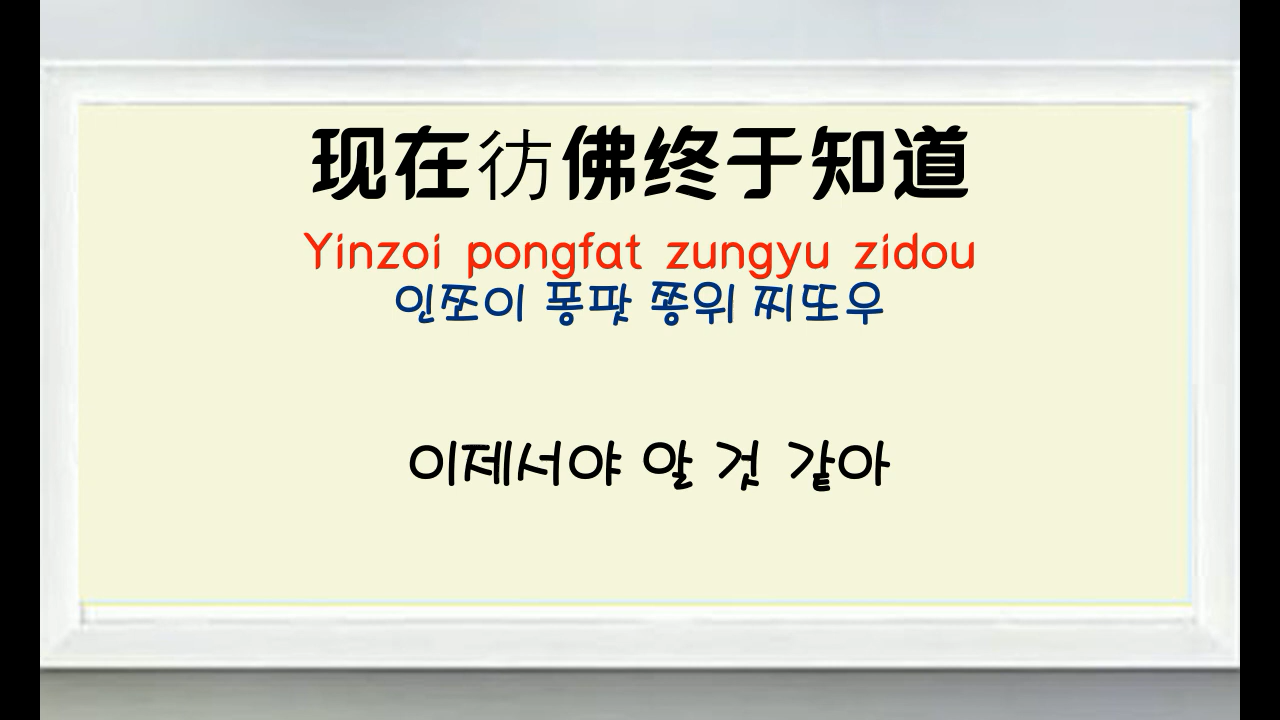 现在彷佛终于知道
Yinzoi pongfat zungyu zidou
인쪼이 퐁팟 쫑위 찌또우
이제서야 알 것 같아